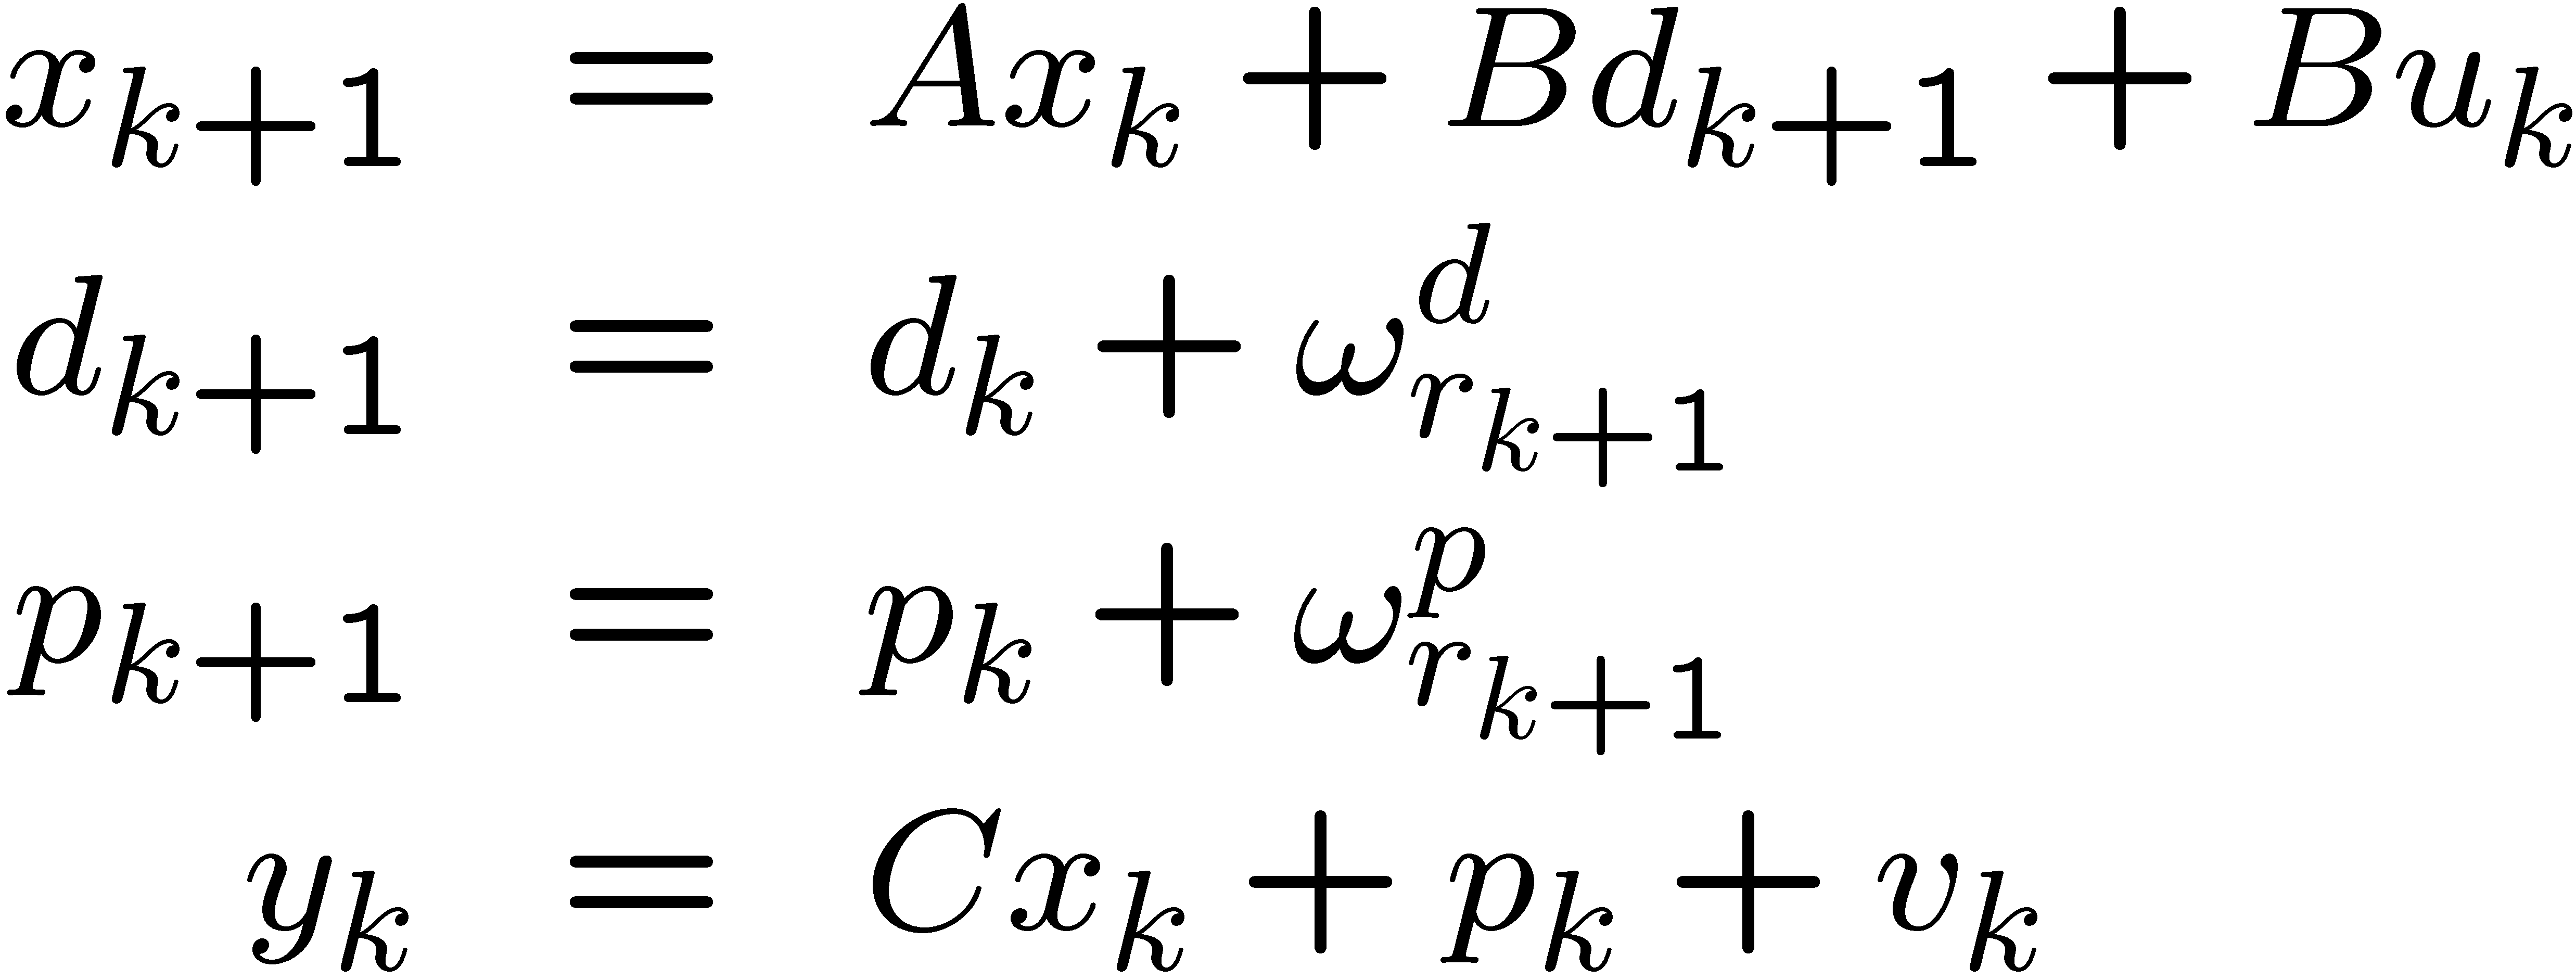 x_{k+1} = Ax_k + Bd_{k+1} + Bu_k
d_{k+1} = d_k + ω^d_{r_{k+1}}
p_{k+1} = p_k + ω^p_{r_{k+1}}
y_k = Cx_k + p_k + v_k